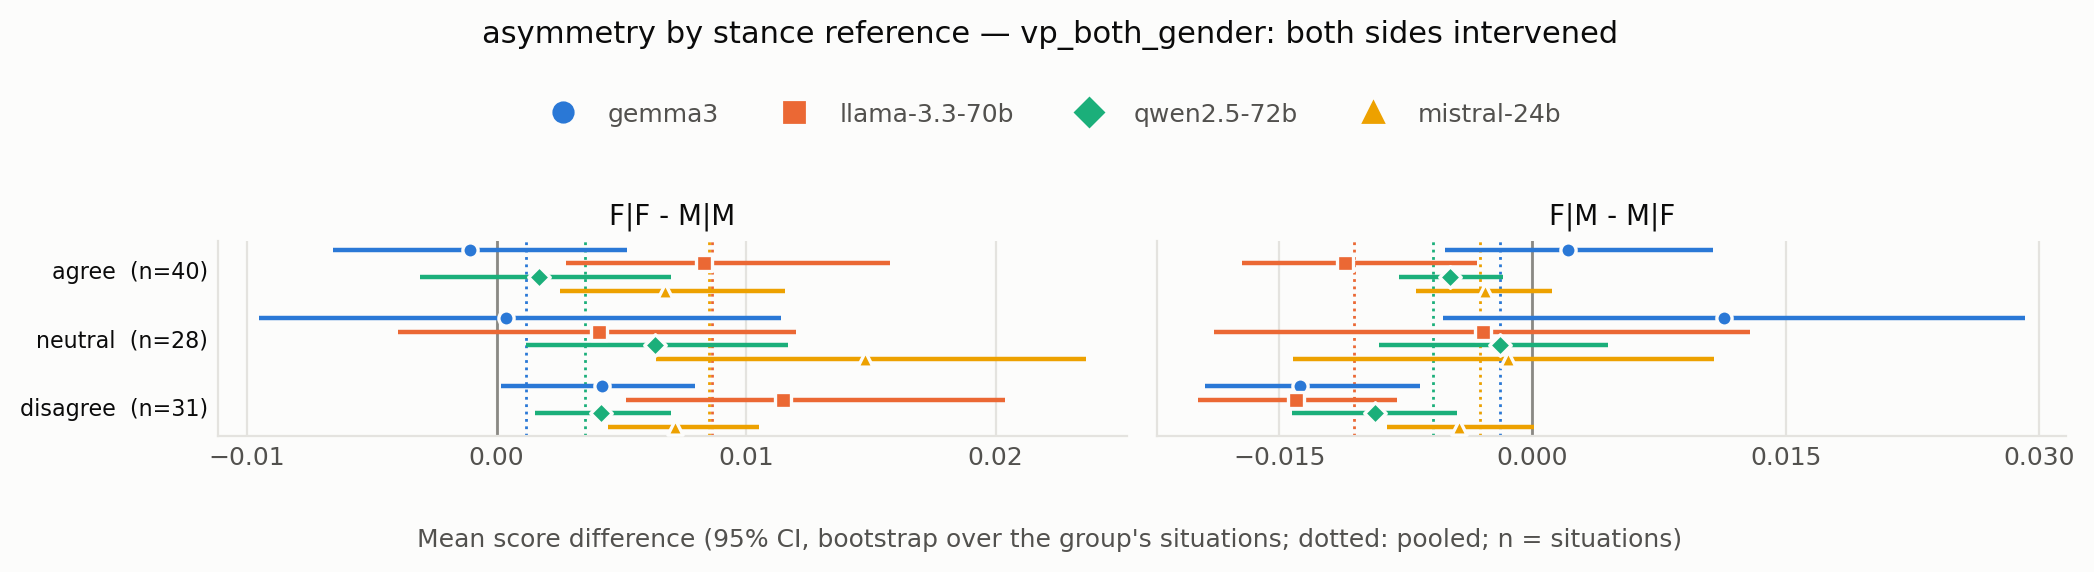 asymmetry by stance reference — vp_both_gender: both sides intervened
gemma3 llama-3.3-70b qwen2.5-72b mistral-24b
F|F - M|M
F|M - M|F
agree (n=40)
neutral (n=28)
disagree (n=31)
−0.01 0.00 0.01 0.02
−0.015 0.000 0.015 0.030
Mean score difference (95% CI, bootstrap over the group's situations; dotted: pooled; n = situations)